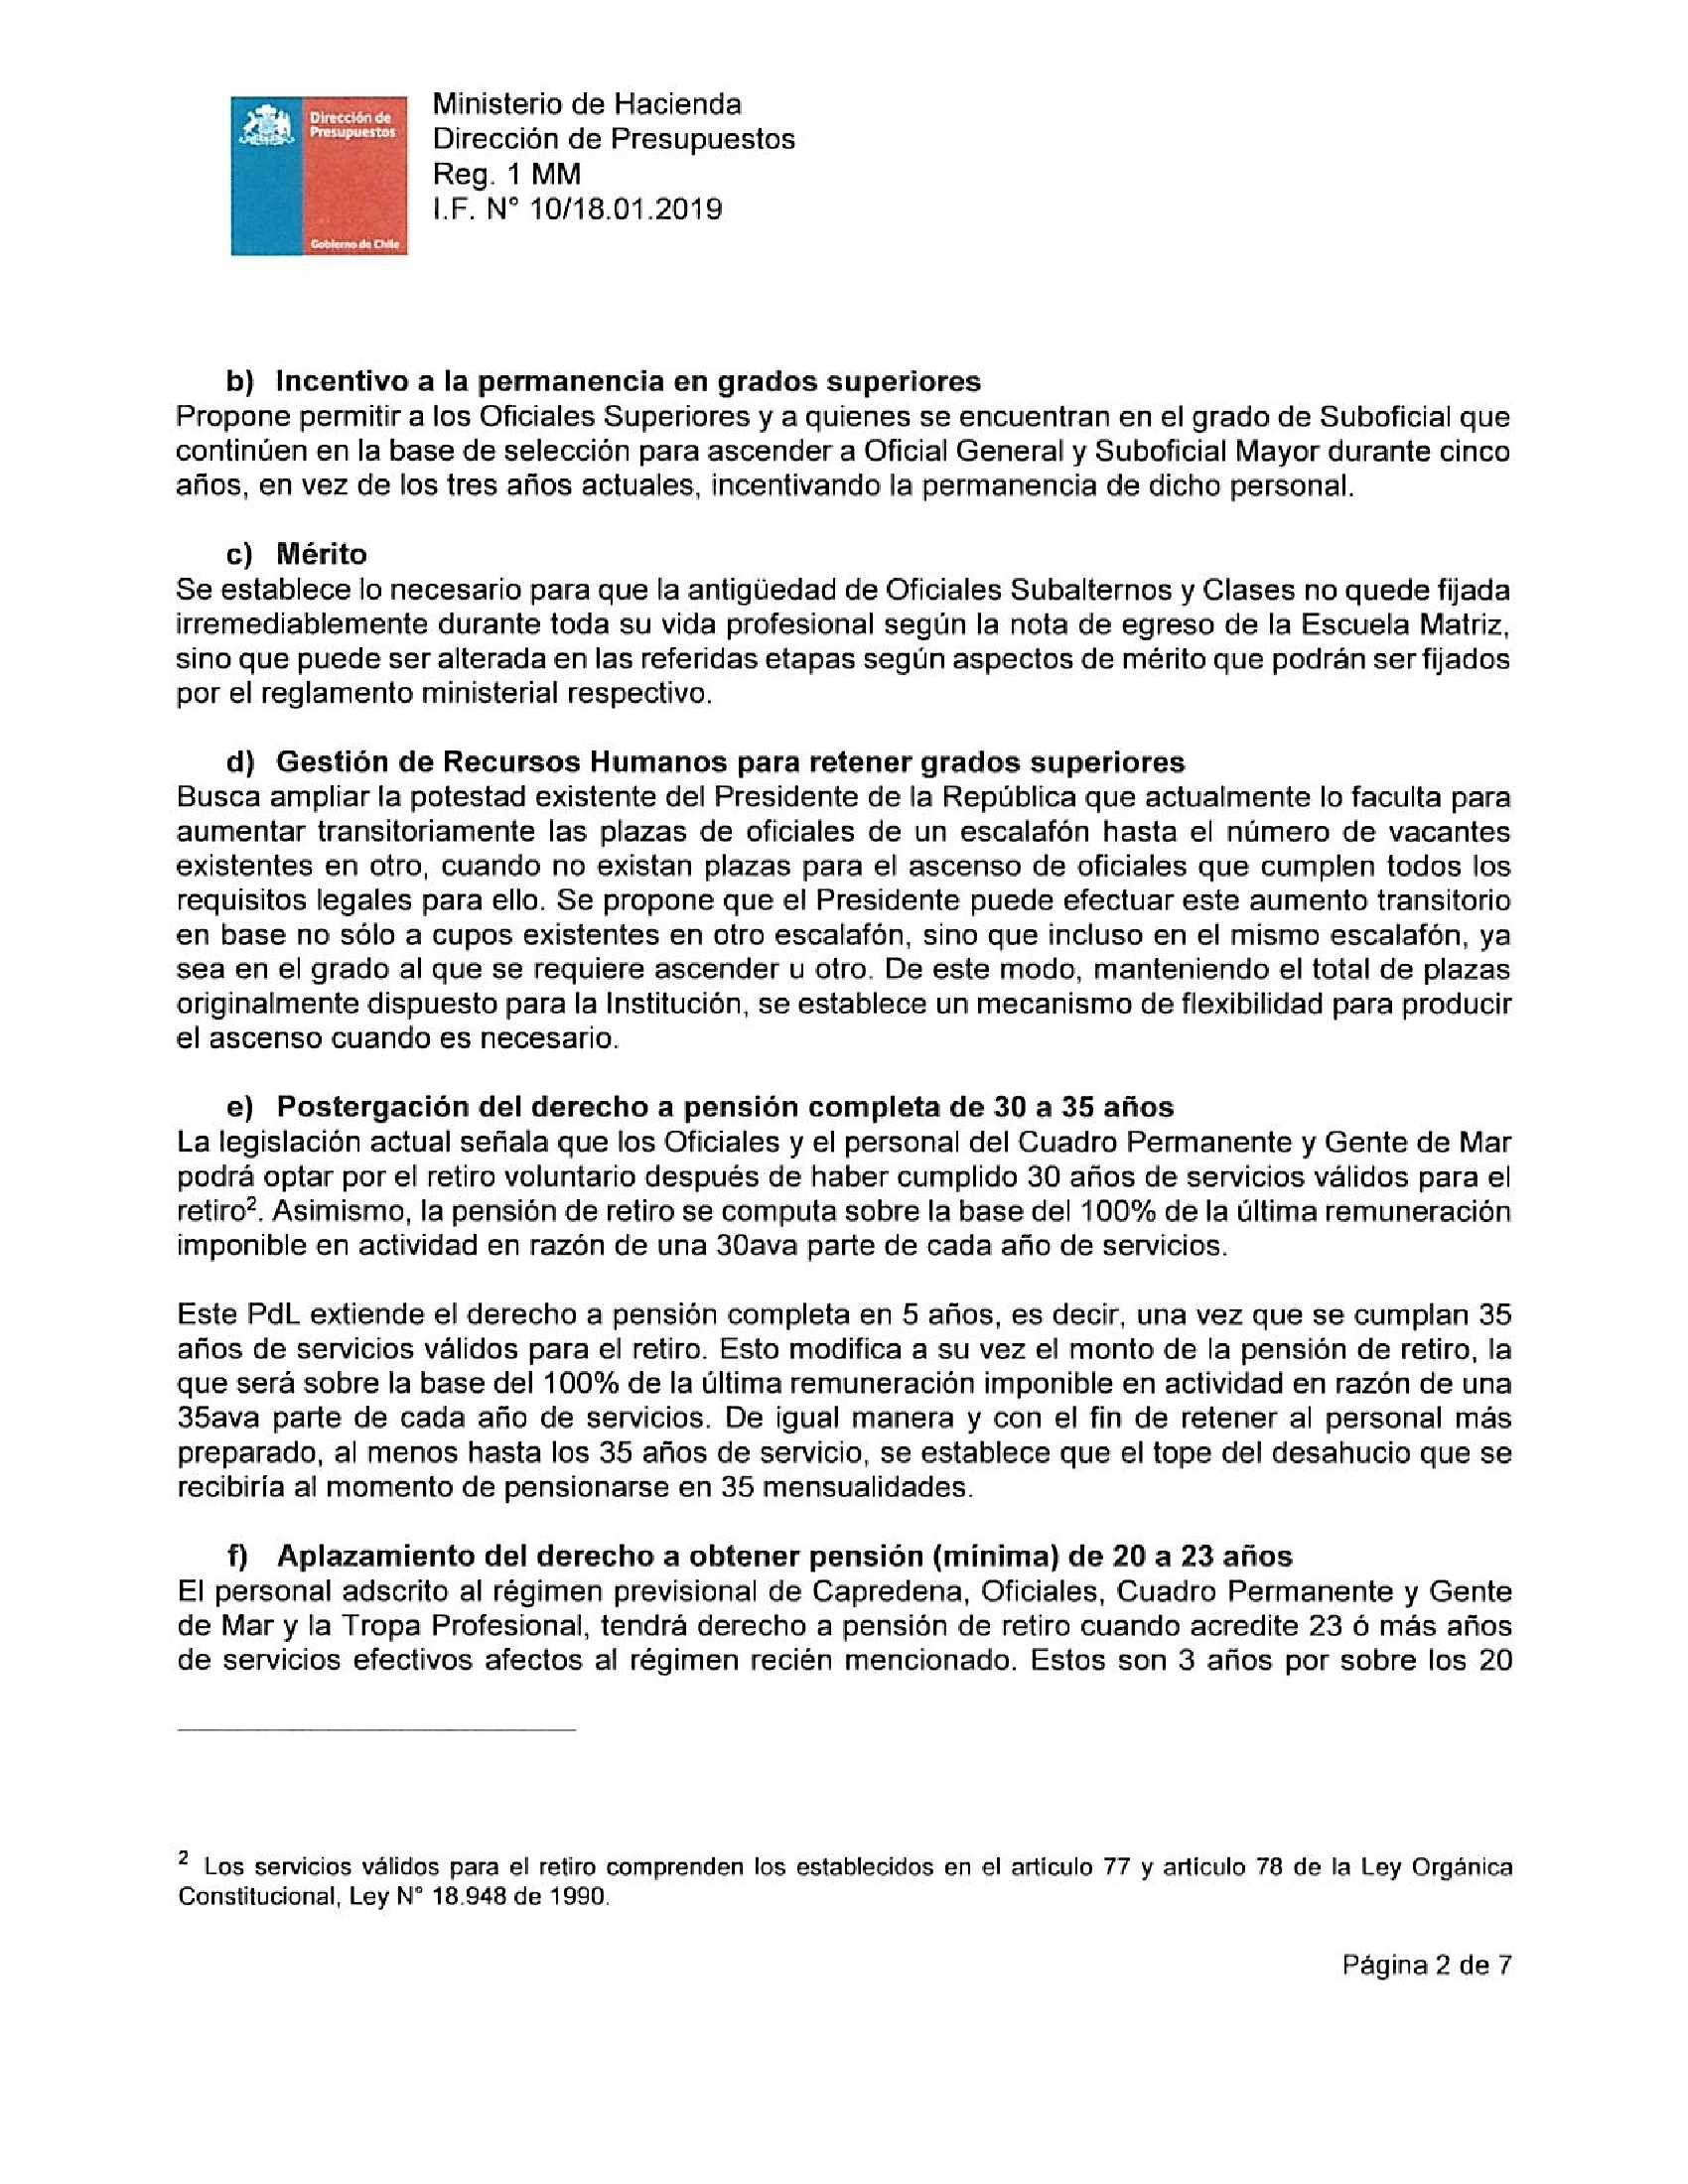 Dirección de
Presupuestos
Gobierno de Chile
Ministerio de Hacienda
Dirección de Presupuestos
Reg. 1 MM
I.F. N° 10/18.01.2019
b) Incentivo a la permanencia en grados superiores
Propone permitir a los Oficiales Superiores y a quienes se encuentran en el grado de Suboficial que
continúen en la base de selección para ascender a Oficial General y Suboficial Mayor durante cinco
años, en vez de los tres años actuales, incentivando la permanencia de dicho personal.
c) Mérito
Se establece lo necesario para que la antigüedad de Oficiales Subalternos y Clases no quede fijada
irremediablemente durante toda su vida profesional según la nota de egreso de la Escuela Matriz,
sino que puede ser alterada en las referidas etapas según aspectos de mérito que podrán ser fijados
por el reglamento ministerial respectivo.
d) Gestión de Recursos Humanos para retener grados superiores
Busca ampliar la potestad existente del Presidente de la República que actualmente lo faculta para
aumentar transitoriamente las plazas de oficiales de un escalafón hasta el número de vacantes
existentes en otro, cuando no existan plazas para el ascenso de oficiales que cumplen todos los
requisitos legales para ello. Se propone que el Presidente puede efectuar este aumento transitorio
en base no sólo a cupos existentes en otro escalafón, sino que incluso en el mismo escalafón, ya
sea en el grado al que se requiere ascender u otro. De este modo, manteniendo el total de plazas
originalmente dispuesto para la Institución, se establece un mecanismo de flexibilidad para producir
el ascenso cuando es necesario.
e) Postergación del derecho a pensión completa de 30 a 35 años
La legislación actual señala que los Oficiales y el personal del Cuadro Permanente y Gente de Mar
podrá optar por el retiro voluntario después de haber cumplido 30 años de servicios válidos para el
retiro². Asimismo, la pensión de retiro se computa sobre la base del 100% de la última remuneración
imponible en actividad en razón de una 30ava parte de cada año de servicios.
Este PdL extiende el derecho a pensión completa en 5 años, es decir, una vez que se cumplan 35
años de servicios válidos para el retiro. Esto modifica a su vez el monto de la pensión de retiro, la
que será sobre la base del 100% de la última remuneración imponible en actividad en razón de una
35ava parte de cada año de servicios. De igual manera y con el fin de retener al personal más
preparado, al menos hasta los 35 años de servicio, se establece que el tope del desahucio que se
recibiría al momento de pensionarse en 35 mensualidades.
f) Aplazamiento del derecho a obtener pensión (mínima) de 20 a 23 años
El personal adscrito al régimen previsional de Capredena, Oficiales, Cuadro Permanente y Gente
de Mar y la Tropa Profesional, tendrá derecho a pensión de retiro cuando acredite 23 ó más años
de servicios efectivos afectos al régimen recién mencionado. Estos son 3 años por sobre los 20
² Los servicios válidos para el retiro comprenden los establecidos en el artículo 77 y artículo 78 de la Ley Orgánica
Constitucional, Ley N° 18.948 de 1990.
Página 2 de 7